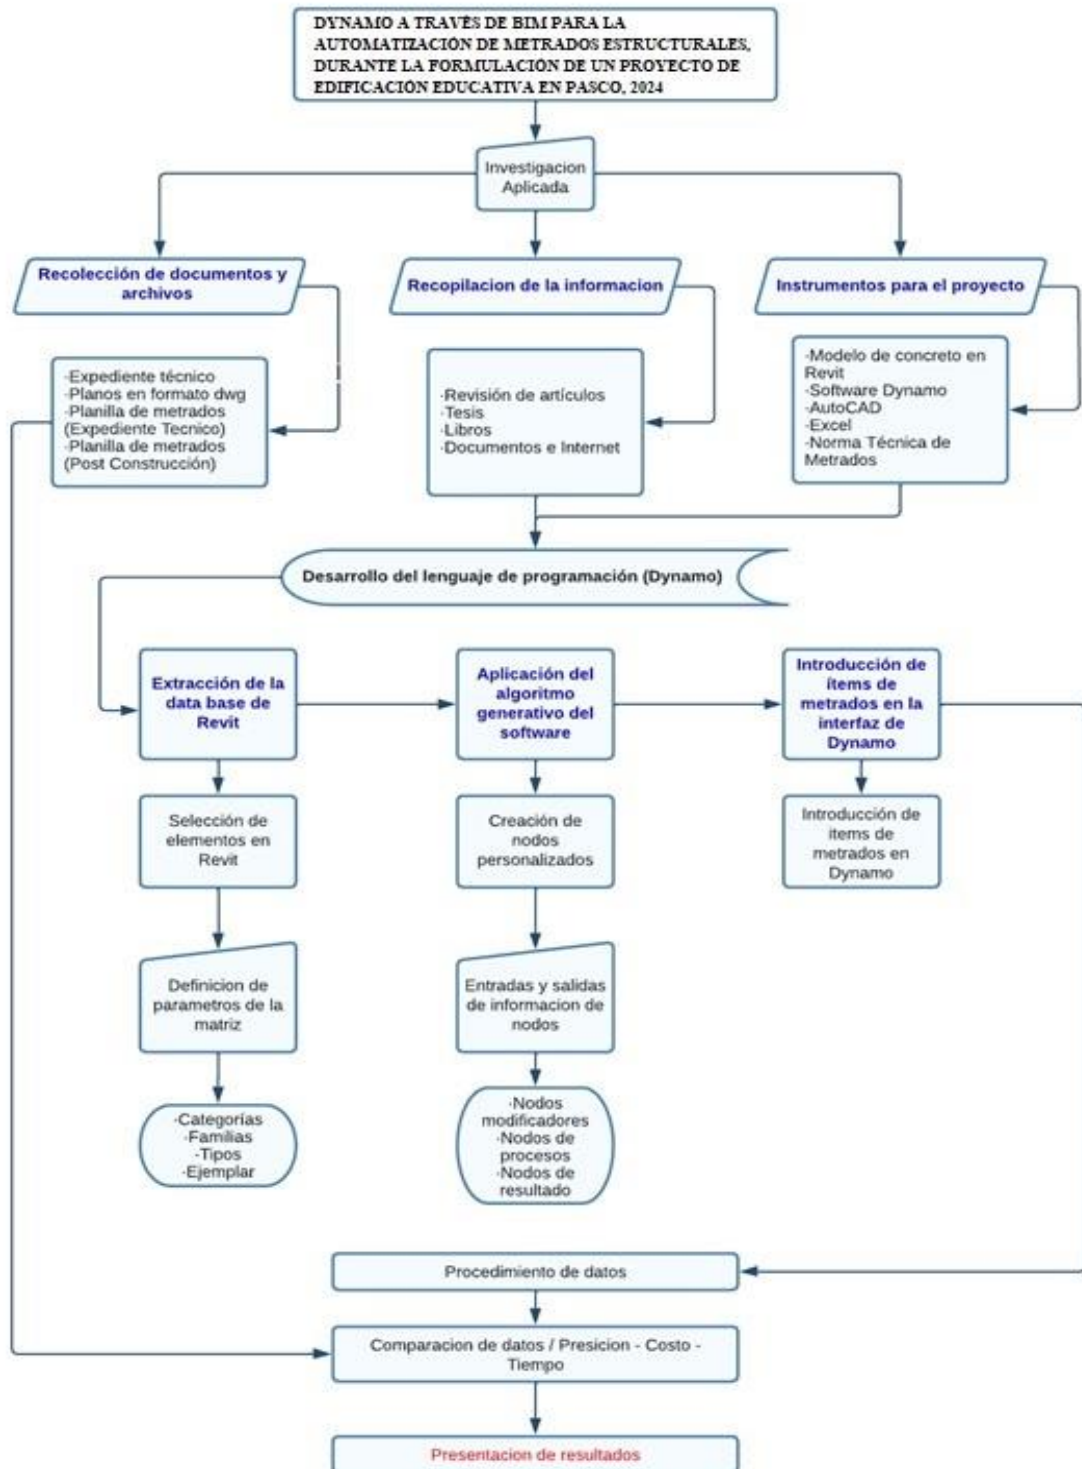 DYNAMO A TRAVÉS DE BIM PARA LA
AUTOMATIZACIÓN DE METRADOS ESTRUCTURALES,
DURANTE LA FORMULACIÓN DE UN PROYECTO DE
EDIFICACIÓN EDUCATIVA EN PASCO, 2024
Investigacion
Aplicada
Recolección de documentos y
archivos
Recopilacion de la informacion
Instrumentos para el proyecto
·Expediente técnico
·Planos en formato dwg
·Planilla de metrados
(Expediente Tecnico)
·Planilla de metrados
(Post Construcción)
·Revisión de artículos
·Tesis
·Libros
·Documentos e Internet
·Modelo de concreto en
Revit
·Software Dynamo
·AutoCAD
·Excel
·Norma Técnica de
Metrados
Desarrollo del lenguaje de programación (Dynamo)
Extracción de la
data base de
Revit
Aplicación del
algoritmo
generativo del
software
Introducción de
ítems de
metrados en la
interfaz de
Dynamo
Selección de
elementos en
Revit
Creación de
nodos
personalizados
Introducción de
ítems de
metrados en
Dynamo
Definicion de
parametros de la
matriz
Entradas y salidas
de informacion de
nodos
·Categorías
·Familias
-Tipos
·Ejemplar
·Nodos
modificadores
·Nodos de
procesos
·Nodos de
resultado
Procedimiento de datos
Comparacion de datos / Presicion - Costo -
Tiempo
Presentacion de resultados